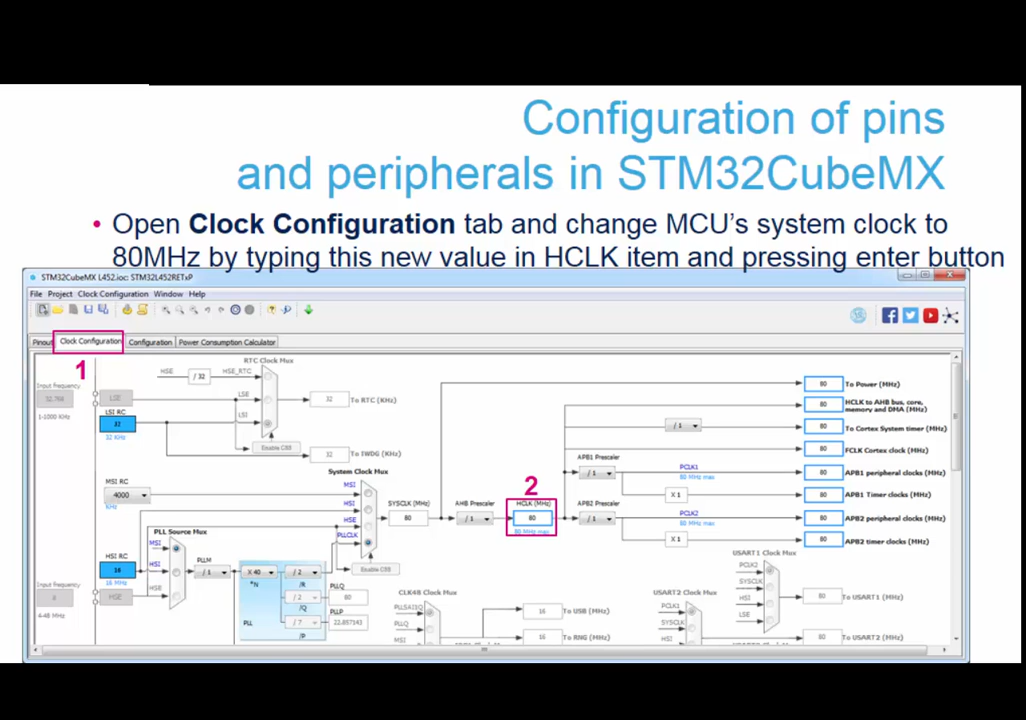 Configuration of pins
and peripherals in STM32CubeMX
• Open Clock Configuration tab and change MCU's system clock to
80MHz by typing this new value in HCLK item and pressing enter button
STM32CubeMX L452.ioc: STM32L452RETxP
File Project Clock Configuration Window Help
Pinout Clock Configuration Configuration Power Consumption Calculator
1
RTC Clock Mux
HSE / 32 HSE_RTC
Input frequency
32.768
1-1000 KHz
LSE
LSE
32 To RTC (KHz)
LSI RC
32
32 KHz
LSI
Enable CSS
32 To IWDG (KHz)
80 To Power (MHz)
80 HCLK to AHB bus, core,
memory and DMA (MHz)
/ 1 80 To Cortex System timer (MHz)
80 FCLK Cortex clock (MHz)
System Clock Mux
MSI RC
4000
KHz
MSI
HSI
HSE
PLLCLK
Enable CSS
SYSCLK (MHz)
80
AHB Prescaler
/ 1
2
HCLK (MHz)
80
80 MHz max
APB1 Prescaler
/ 1
PCLK1
80 MHz max
80 APB1 peripheral clocks (MHz)
X 1 80 APB1 Timer clocks (MHz)
APB2 Prescaler
/ 1
PCLK2
80 MHz max
80 APB2 peripheral clocks (MHz)
X 1 80 APB2 timer clocks (MHz)
PLL Source Mux
MSI
HSI RC
16
16 MHz
HSI
HSE
Input frequency
8
4-48 MHz
HSE
PLLM
/ 1
X 40
*N
/ 2
/R
/ 2
/Q
/ 7
/P
PLL
PLLQ
80
PLLP
22.857143
CLK48 Clock Mux
PLLSAI1Q
PLLQ
MSI
16 To USB (MHz)
16 To RNG (MHz)
USART1 Clock Mux
PCLK2
SYSCLK
HSI
LSE
80 To USART1 (MHz)
USART2 Clock Mux
PCLK1
SYSCLK
HSI
80 To USART2 (MHz)